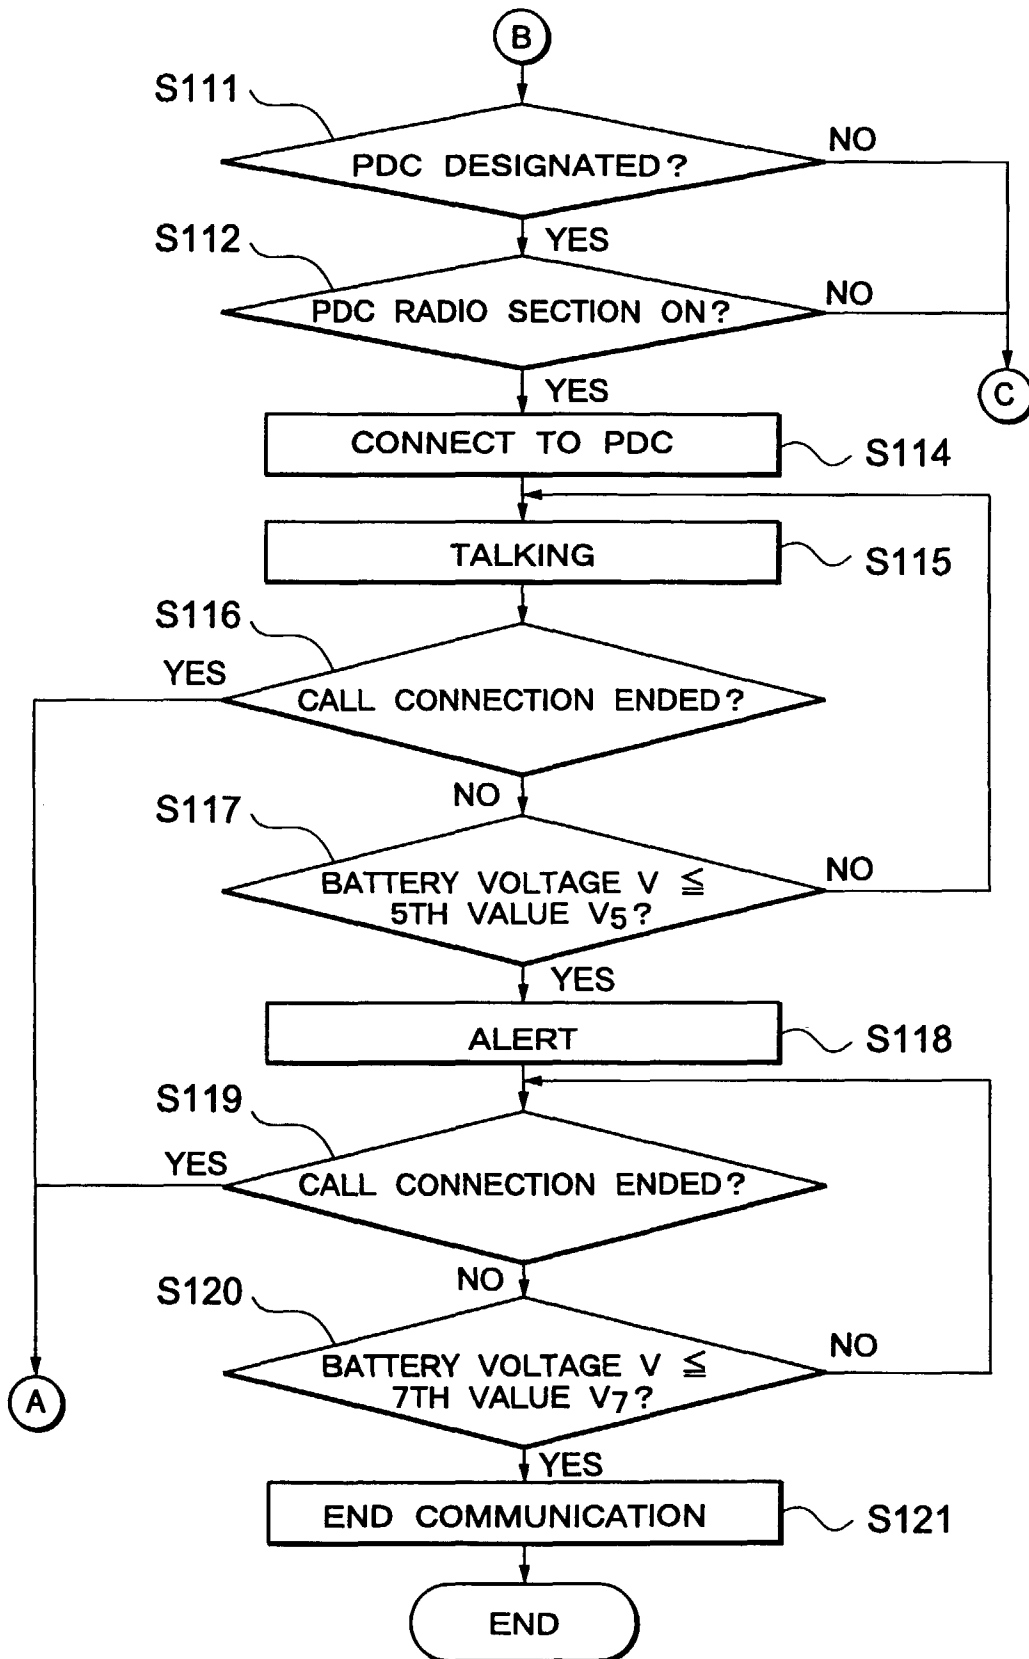 B
S111
PDC DESIGNATED?
NO
YES
S112
PDC RADIO SECTION ON?
NO
YES
C
CONNECT TO PDC
S114
TALKING
S115
S116
YES
CALL CONNECTION ENDED?
NO
S117
BATTERY VOLTAGE V ≦
5TH VALUE V5?
NO
YES
ALERT
S118
S119
YES
CALL CONNECTION ENDED?
NO
S120
BATTERY VOLTAGE V ≦
7TH VALUE V7?
NO
A
YES
END COMMUNICATION
S121
END